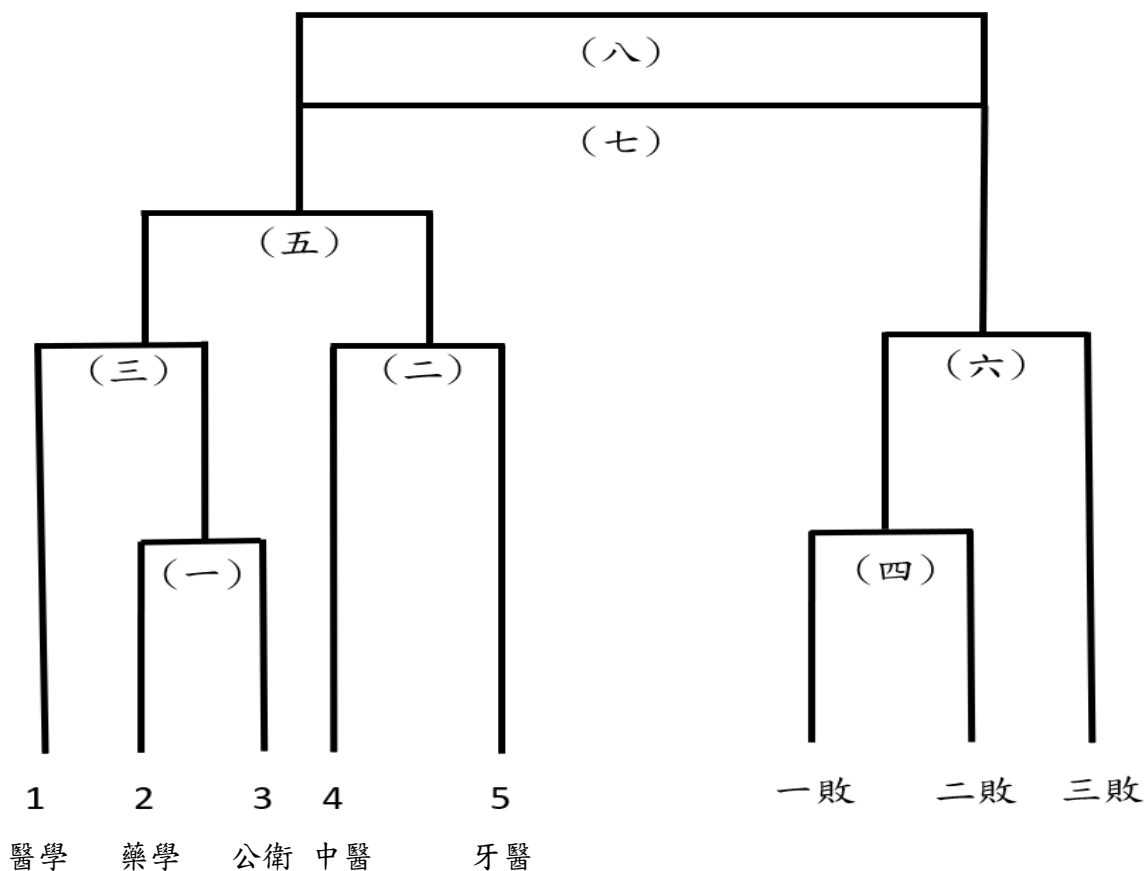 （八）
（七）
（五）
（三） （二） （六）
（一） （四）
1 2 3 4 5 一敗 二敗 三敗
醫學 藥學 公衛 中醫 牙醫